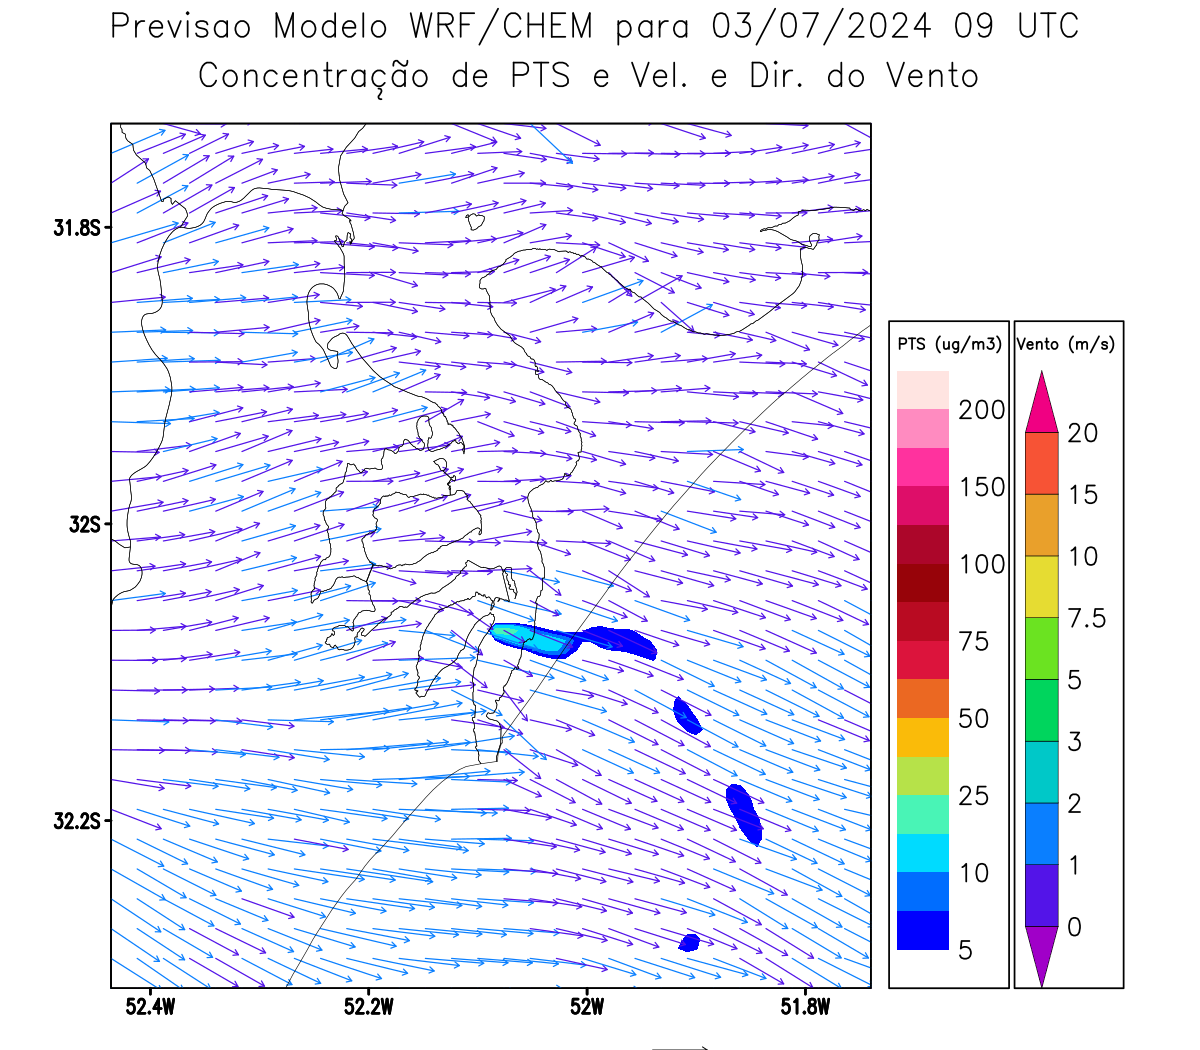 Previsao Modelo WRF/CHEM para 03/07/2024 09 UTC
Concentração de PTS e Vel. e Dir. do Vento
31.8S
32S
32.2S
52.4W
52.2W
52W
51.8W
PTS (ug/m3)
200
150
100
75
50
25
10
5
Vento (m/s)
20
15
10
7.5
5
3
2
1
0